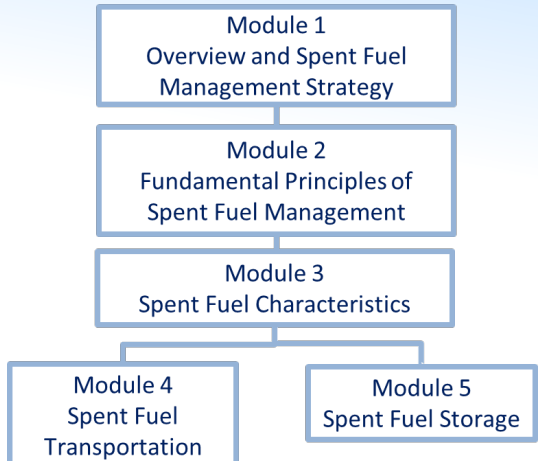 Module 1
Overview and Spent Fuel
Management Strategy
Module 2
Fundamental Principles of
Spent Fuel Management
Module 3
Spent Fuel Characteristics
Module 4
Spent Fuel
Transportation
Module 5
Spent Fuel Storage